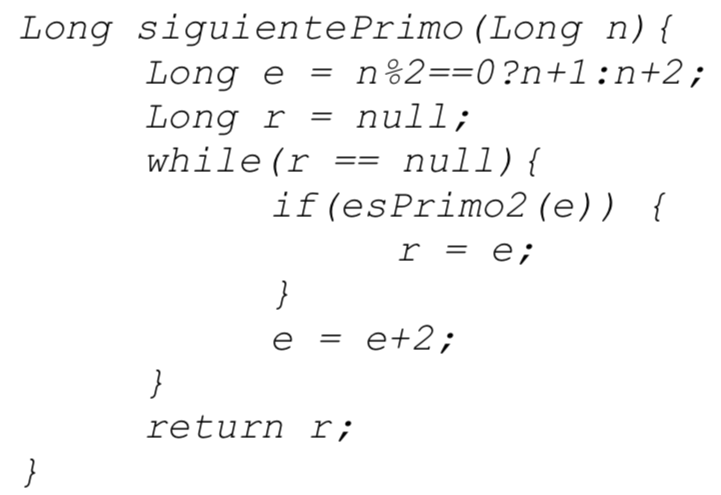 Long siguientePrimo(Long n){
Long e = n%2==0?n+1:n+2;
Long r = null;
while(r == null){
if(esPrimo2(e)) {
r = e;
}
e = e+2;
}
return r;
}